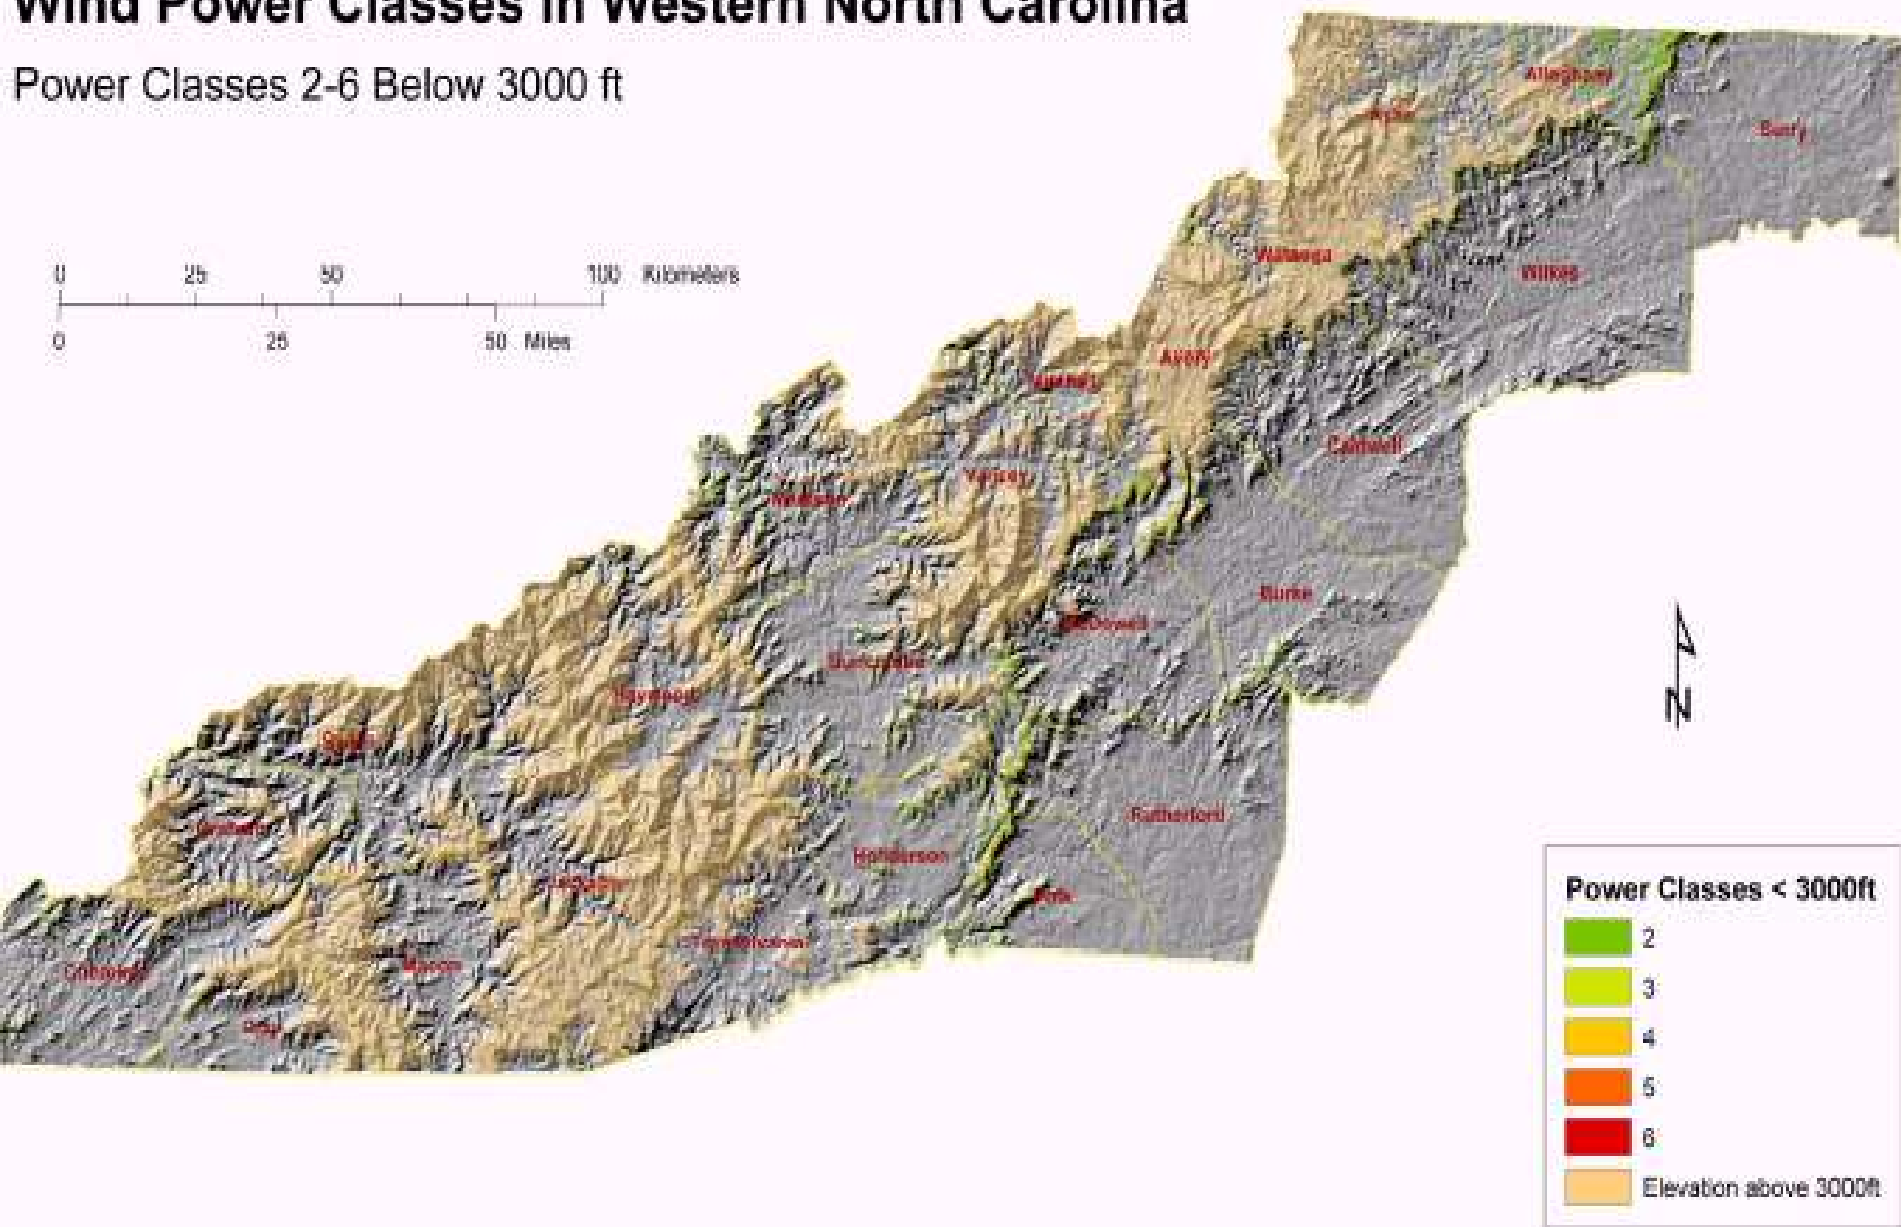 Wind Power Classes in Western North Carolina
Power Classes 2-6 Below 3000 ft
0 25 50 100 Kilometers
0 25 50 Miles
Alleghany
Ashe
Surry
Watauga
Wilkes
Avery
Caldwell
Yancey
Madison
Burke
McDowell
Buncombe
Haywood
Swain
Graham
Rutherford
Henderson
Polk
Transylvania
Macon
Cherokee
Clay
N
Power Classes < 3000ft
2
3
4
5
6
Elevation above 3000ft